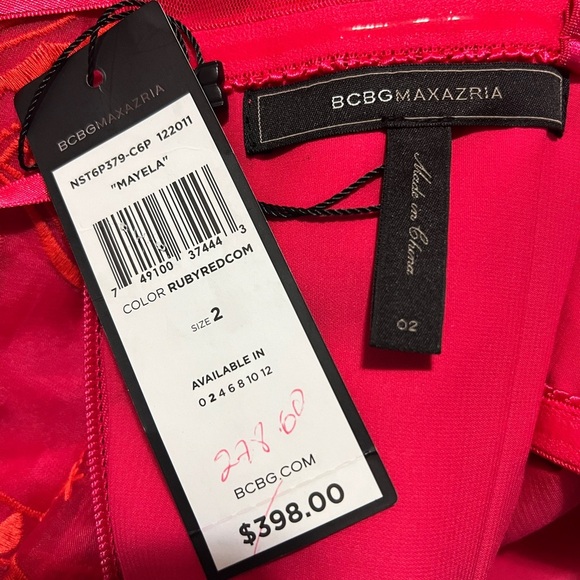 BCBGMAXAZRIA
NST6P379-C6P 122011
"MAYELA"
7 49100 37444 3
COLOR RUBYREDCOM
SIZE 2
AVAILABLE IN
0 2 4 6 8 10 12
278.60
BCBG.COM
$398.00
BCBGMAXAZRIA
Made in China
02